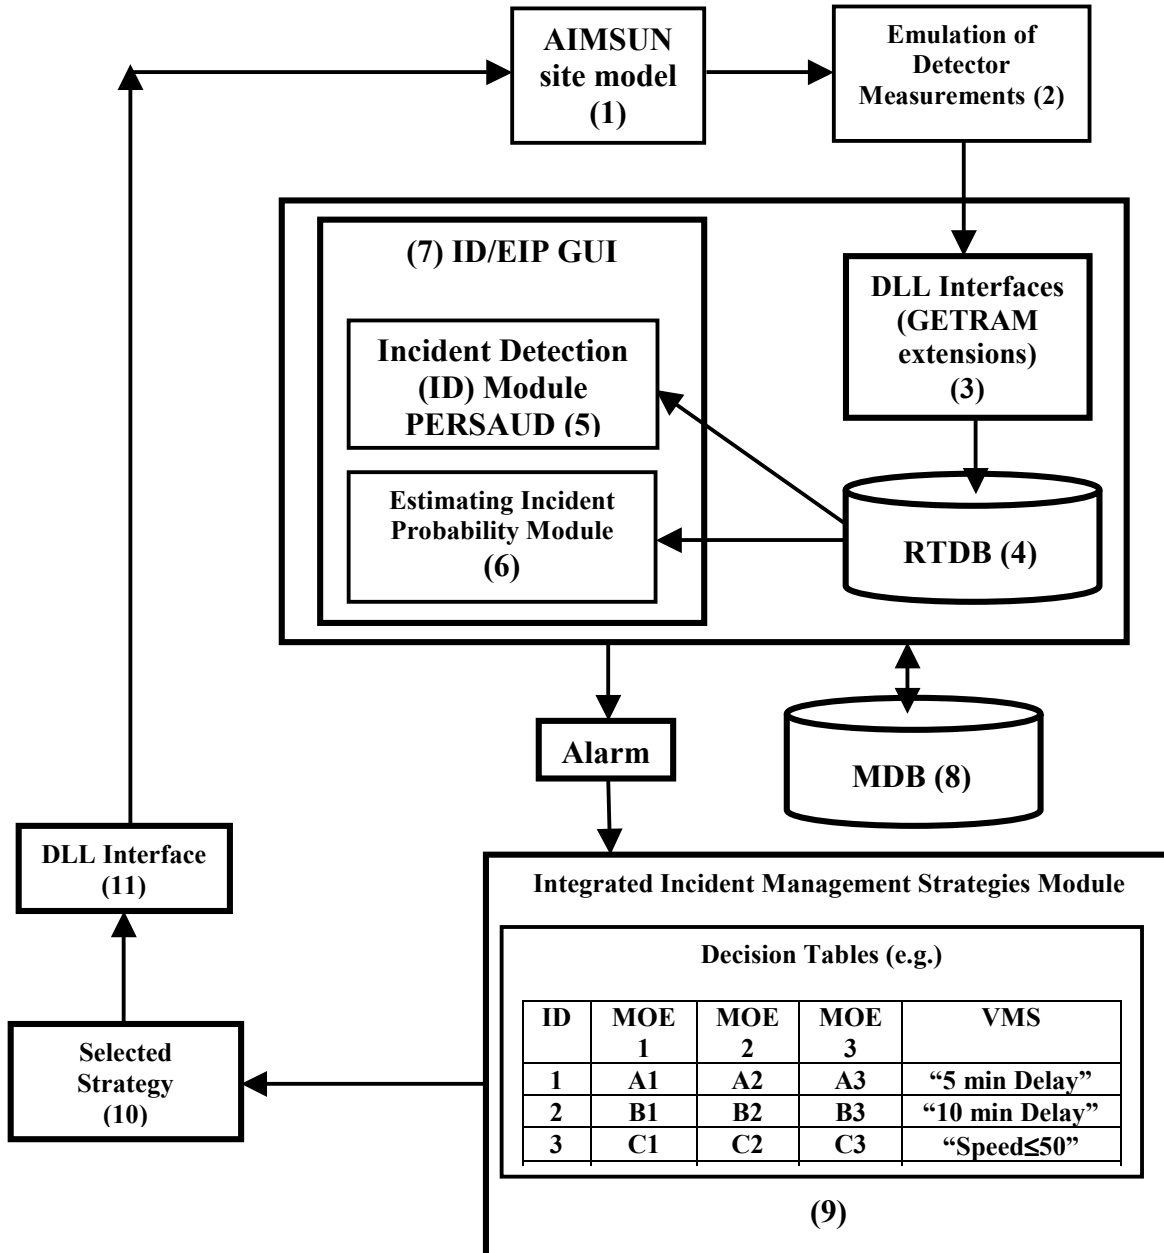 AIMSUN
site model
(1)
Emulation of
Detector
Measurements (2)
(7) ID/EIP GUI
DLL Interfaces
(GETRAM
extensions)
(3)
Incident Detection
(ID) Module
PERSAUD (5)
Estimating Incident
Probability Module
(6)
RTDB (4)
Alarm
MDB (8)
DLL Interface
(11)
Integrated Incident Management Strategies Module
Decision Tables (e.g.)
ID MOE 1 MOE 2 MOE 3 VMS
1 A1 A2 A3 “5 min Delay”
2 B1 B2 B3 “10 min Delay”
3 C1 C2 C3 “Speed≤50”
(9)
Selected
Strategy
(10)